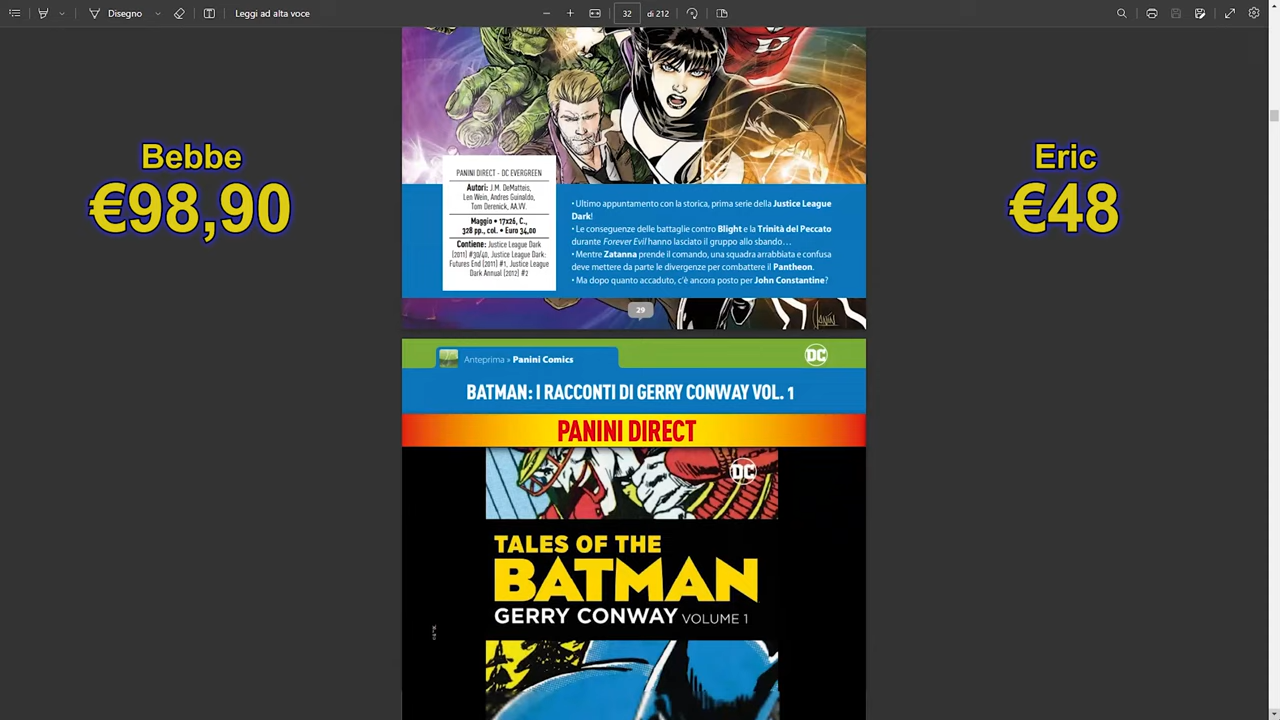 Disegno
Leggi ad alta voce
32
di 212
Bebbe
€98,90
Eric
€48
PANINI DIRECT - DC EVERGREEN
Autori: J.M. DeMatteis,
Len Wein, Andres Guinaldo,
Tom Derenick, AA.VV.
Maggio • 17x26, C.,
328 pp., col. • Euro 34,00
Contiene: Justice League Dark
(2011) #30/40, Justice League Dark:
Futures End (2011) #1, Justice League
Dark Annual (2012) #2
• Ultimo appuntamento con la storica, prima serie della Justice League
Dark!
• Le conseguenze delle battaglie contro Blight e la Trinità del Peccato
durante Forever Evil hanno lasciato il gruppo allo sbando…
• Mentre Zatanna prende il comando, una squadra arrabbiata e confusa
deve mettere da parte le divergenze per combattere il Pantheon.
• Ma dopo quanto accaduto, c'è ancora posto per John Constantine?
JANÍN
29
Anteprima » Panini Comics
DC
BATMAN: I RACCONTI DI GERRY CONWAY VOL. 1
PANINI DIRECT
DC
TALES OF THE
BATMAN
GERRY CONWAY VOLUME 1